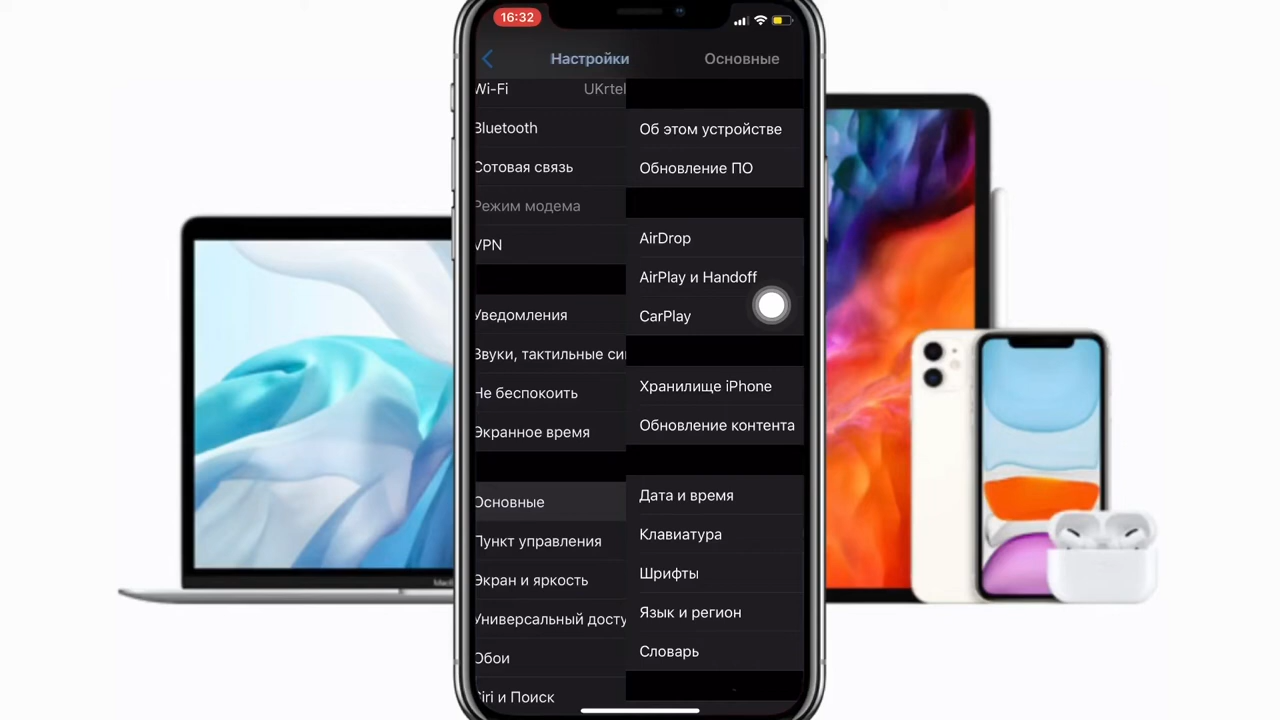 16:32
Настройки
Основные
Wi-Fi
UKrtel
Bluetooth
Сотовая связь
Режим модема
VPN
Уведомления
Звуки, тактильные си
Не беспокоить
Экранное время
Основные
Пункт управления
Экран и яркость
Универсальный досту
Обои
Siri и Поиск
Об этом устройстве
Обновление ПО
AirDrop
AirPlay и Handoff
CarPlay
Хранилище iPhone
Обновление контента
Дата и время
Клавиатура
Шрифты
Язык и регион
Словарь